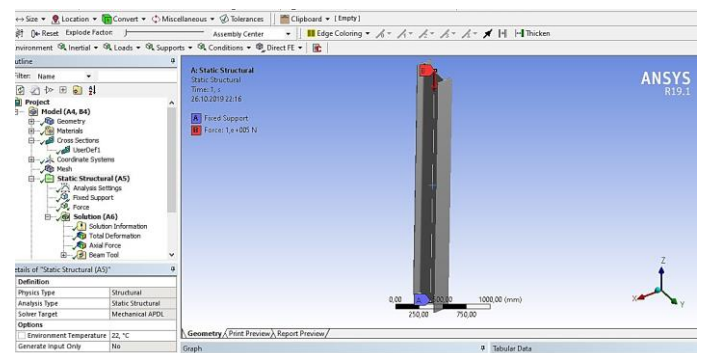 Size Location Convert Miscellaneous Tolerances Clipboard [Empty]
Reset Explode Factor: Assembly Center Edge Coloring Thicken
nvironment Inertial Loads Supports Conditions Direct FE
utline
Filter: Name
Project
Model (A4, B4)
Geometry
Materials
Cross Sections
UserDef1
Coordinate Systems
Mesh
Static Structural (A5)
Analysis Settings
Fixed Support
Force
Solution (A6)
Solution Information
Total Deformation
Axial Force
Beam Tool
etails of "Static Structural (A5)"
Definition
Physics Type Structural
Analysis Type Static Structural
Solver Target Mechanical APDL
Options
Environment Temperature 22, °C
Generate Input Only No
A: Static Structural
Static Structural
Time: 1, s
26.10.2019 22:16
A Fixed Support
B Force: 1,e+005 N
ANSYS
R19.1
B
A
0,00 500,00 1000,00 (mm)
250,00 750,00
Z
X Y
Geometry Print Preview Report Preview
Graph Tabular Data